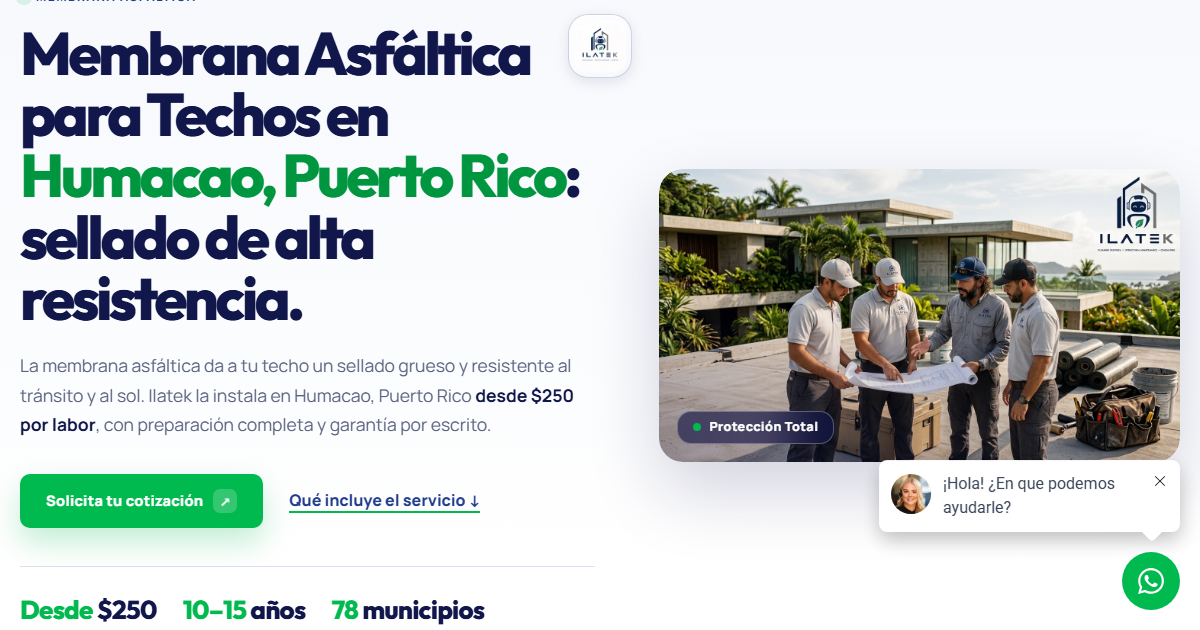 Membrana Asfáltica
para Techos en
Humacao, Puerto Rico:
sellado de alta
resistencia.
ILATEK
La membrana asfáltica da a tu techo un sellado grueso y resistente al
tránsito y al sol. Ilatek la instala en Humacao, Puerto Rico desde $250
por labor, con preparación completa y garantía por escrito.
Solicita tu cotización ↗
Qué incluye el servicio ↓
Desde $250
10–15 años
78 municipios
ILATEK
Protección Total
¡Hola! ¿En que podemos
ayudarle?